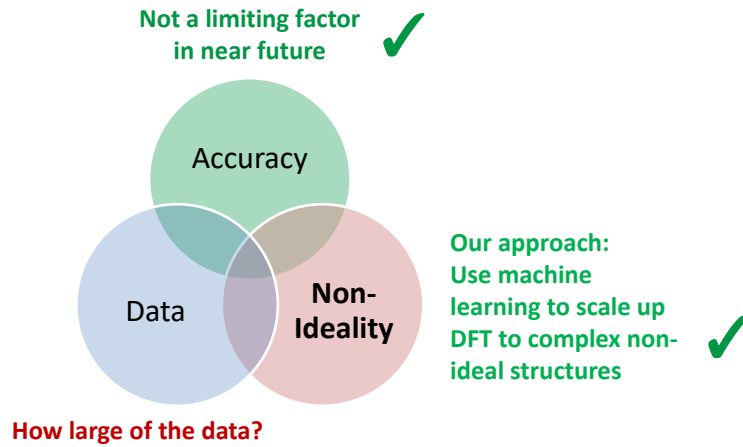 Not a limiting factor
in near future
Accuracy
Data
Non-
Ideality
Our approach:
Use machine
learning to scale up
DFT to complex non-
ideal structures
How large of the data?